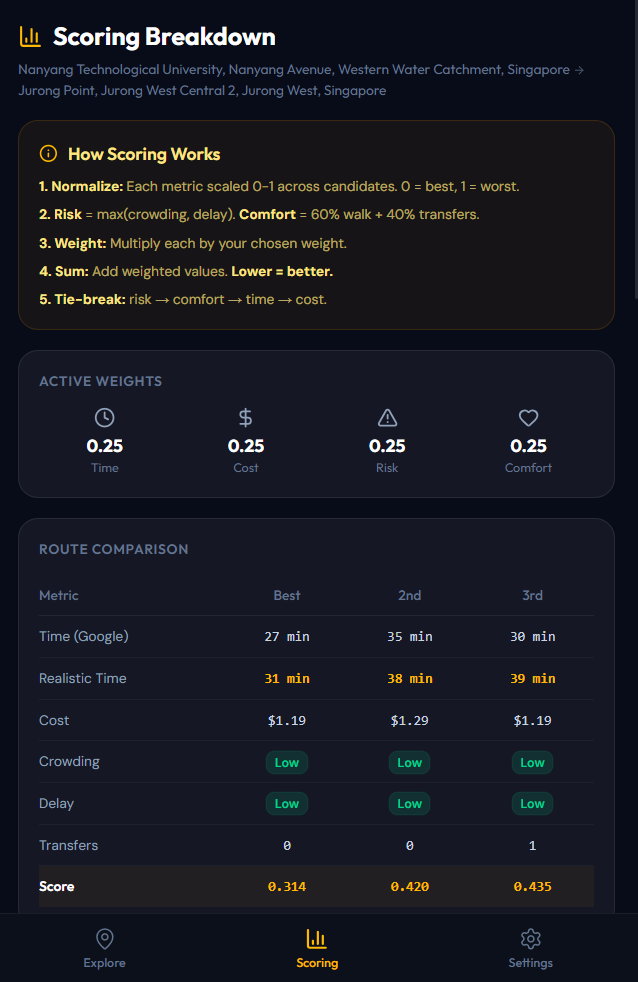 Scoring Breakdown
Nanyang Technological University, Nanyang Avenue, Western Water Catchment, Singapore →
Jurong Point, Jurong West Central 2, Jurong West, Singapore
How Scoring Works
1. Normalize: Each metric scaled 0–1 across candidates. 0 = best, 1 = worst.
2. Risk = max(crowding, delay). Comfort = 60% walk + 40% transfers.
3. Weight: Multiply each by your chosen weight.
4. Sum: Add weighted values. Lower = better.
5. Tie-break: risk → comfort → time → cost.
ACTIVE WEIGHTS
0.25 0.25 0.25 0.25
Time Cost Risk Comfort
ROUTE COMPARISON
Metric Best 2nd 3rd
Time (Google) 27 min 35 min 30 min
Realistic Time 31 min 38 min 39 min
Cost $1.19 $1.29 $1.19
Crowding Low Low Low
Delay Low Low Low
Transfers 0 0 1
Score 0.314 0.420 0.435
Explore Scoring Settings